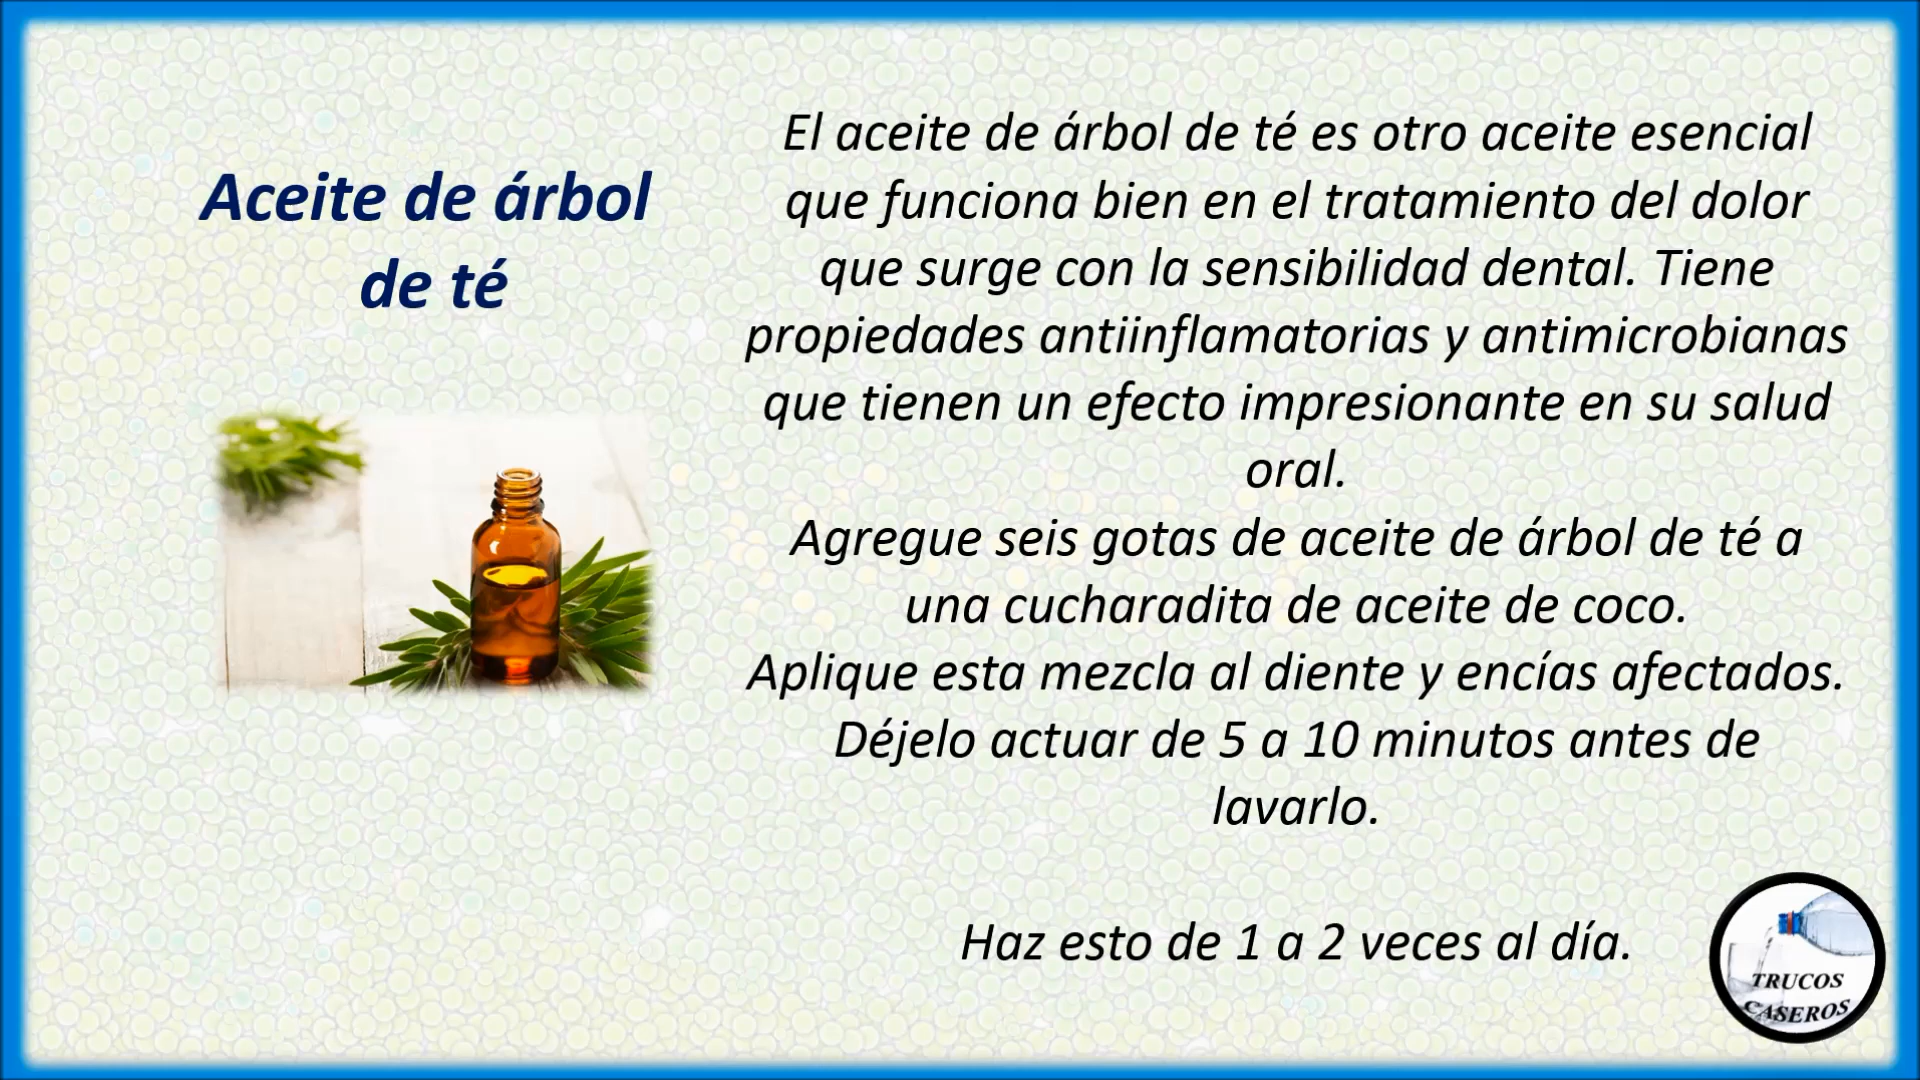 Aceite de árbol
de té
El aceite de árbol de té es otro aceite esencial
que funciona bien en el tratamiento del dolor
que surge con la sensibilidad dental. Tiene
propiedades antiinflamatorias y antimicrobianas
que tienen un efecto impresionante en su salud
oral.
Agregue seis gotas de aceite de árbol de té a
una cucharadita de aceite de coco.
Aplique esta mezcla al diente y encías afectados.
Déjelo actuar de 5 a 10 minutos antes de
lavarlo.
Haz esto de 1 a 2 veces al día.
TRUCOS
CASEROS